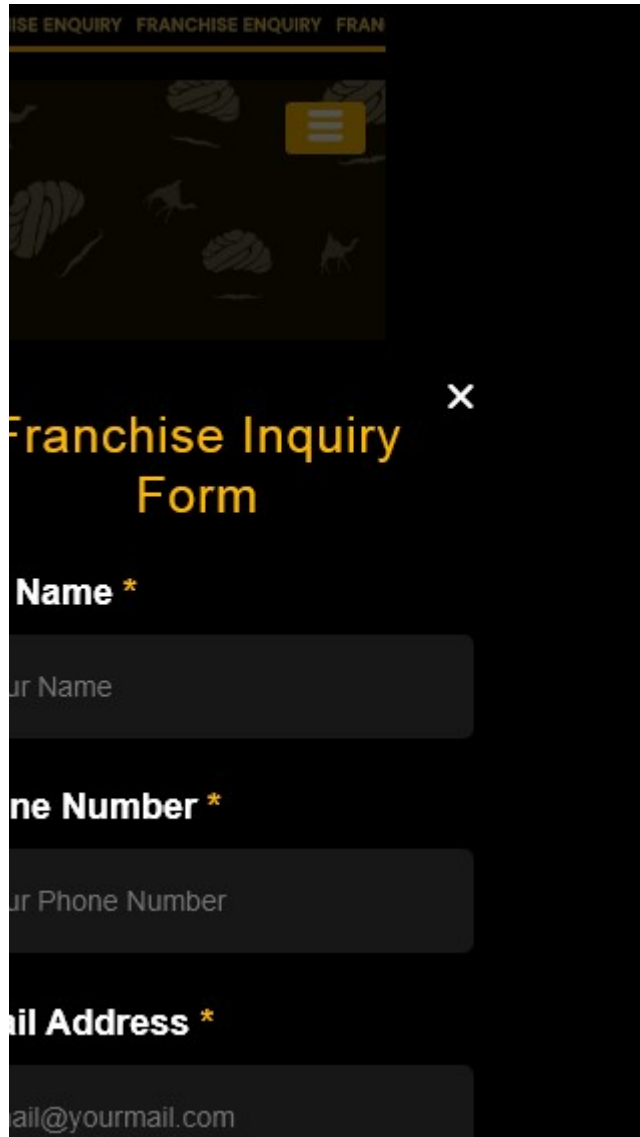 ISE ENQUIRY FRANCHISE ENQUIRY FRAN
Franchise Inquiry
Form
Name *
ur Name
ne Number *
ur Phone Number
ail Address *
ail@yourmail.com